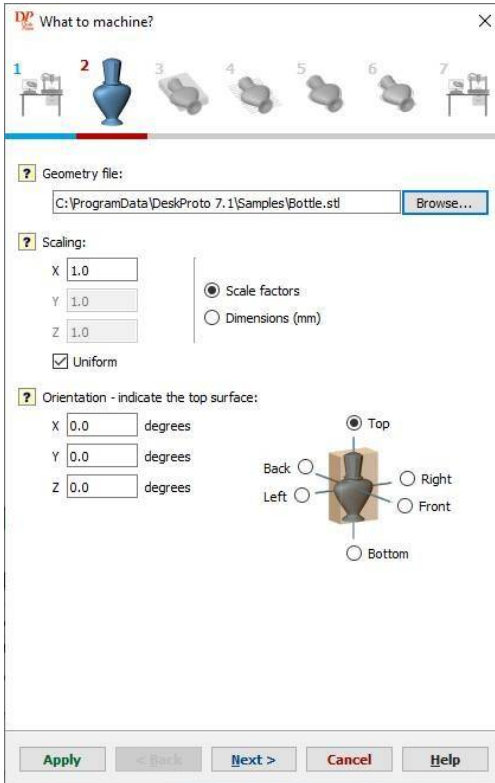 DP What to machine?
1 2 3 4 5 6 7
? Geometry file:
C:\ProgramData\DeskProto 7.1\Samples\Bottle.stl Browse...
? Scaling:
X 1.0
Y 1.0
Z 1.0
Scale factors
Dimensions (mm)
Uniform
? Orientation - indicate the top surface:
X 0.0 degrees
Y 0.0 degrees
Z 0.0 degrees
Top
Back
Left
Right
Front
Bottom
Apply < Back Next > Cancel Help